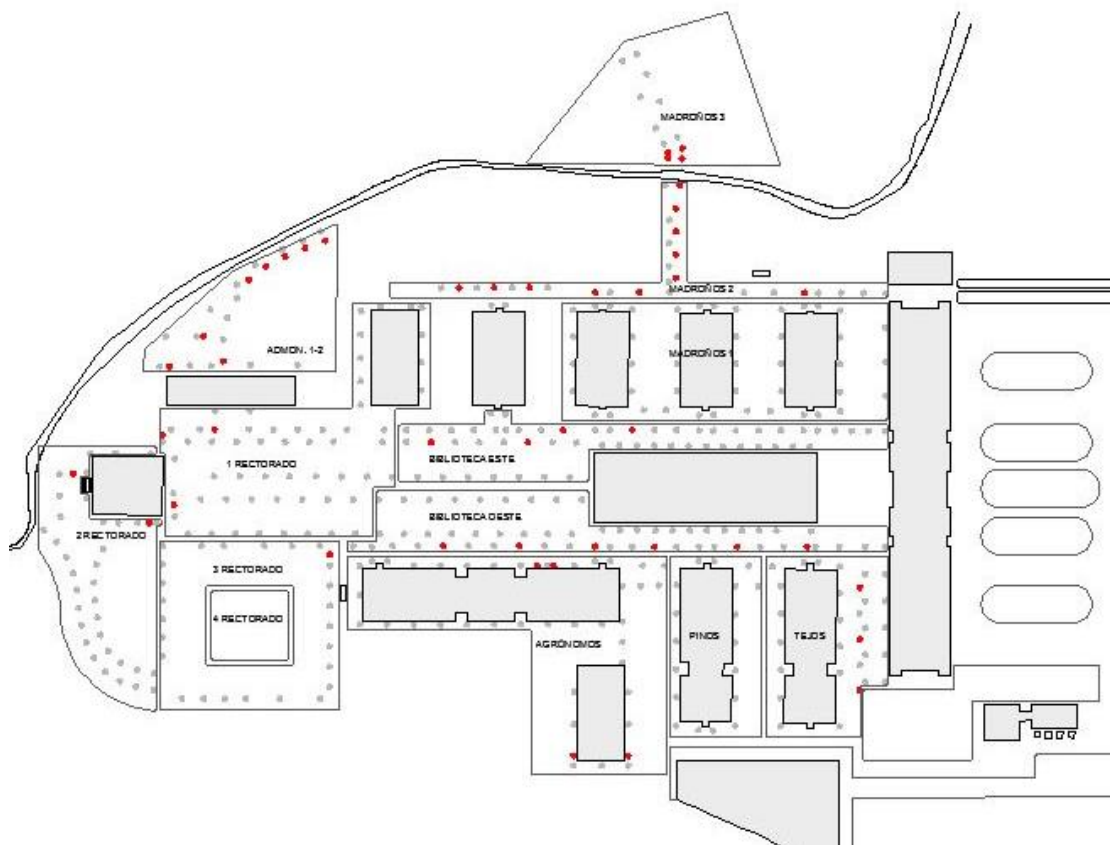 MADROÑOS 3
MADROÑOS 2
ADMON. 1-2
MADROÑOS 1
BIBLIOTECA ESTE
1 RECTORADO
BIBLIOTECA OESTE
2 RECTORADO
3 RECTORADO
4 RECTORADO
AGRÓNOMOS
PINOS
TEJOS